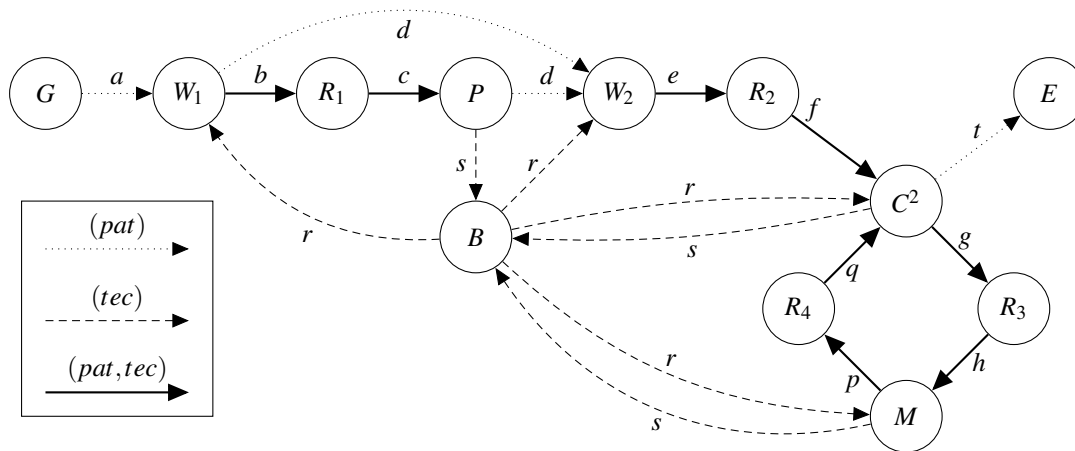 d
a b c d e
G W₁ R₁ P W₂ R₂ E
f t
s r
r
C²
(pat)
r B s g
q
(tec)
R₄ R₃
r
(pat,tec)
p h
s M